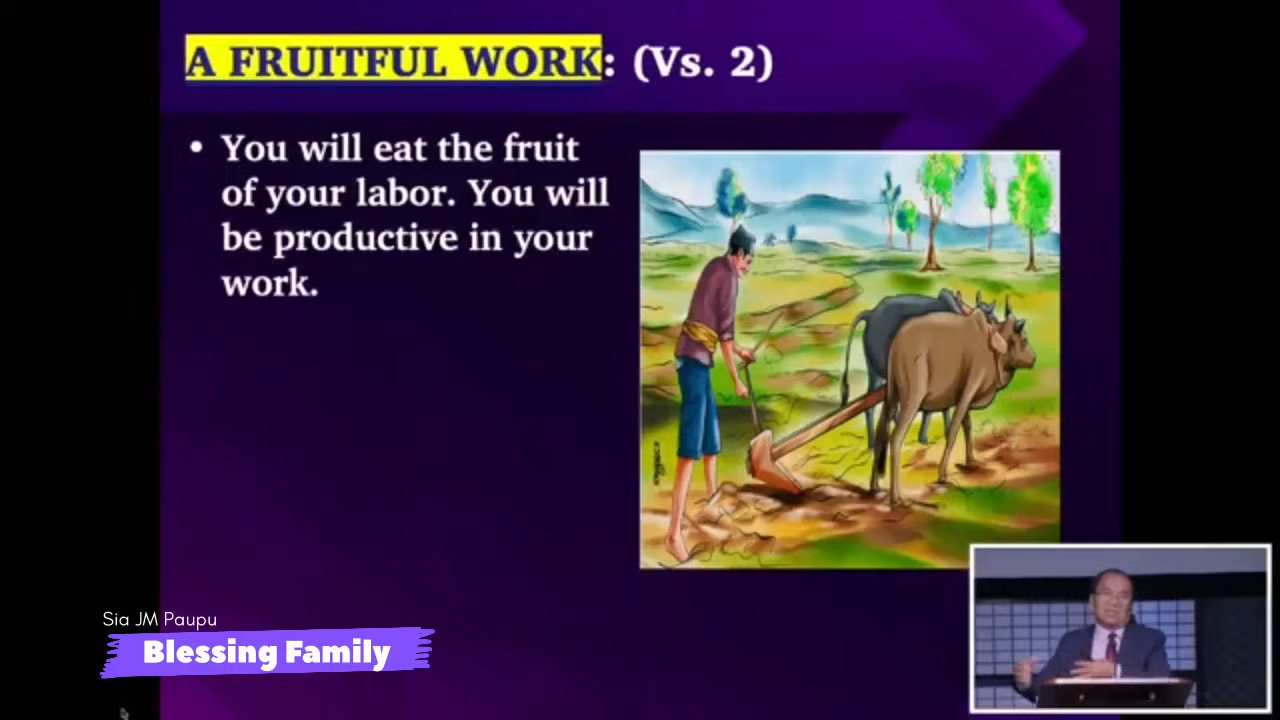 A FRUITFUL WORK: (Vs. 2)
• You will eat the fruit
of your labor. You will
be productive in your
work.
Sia JM Paupu
Blessing Family